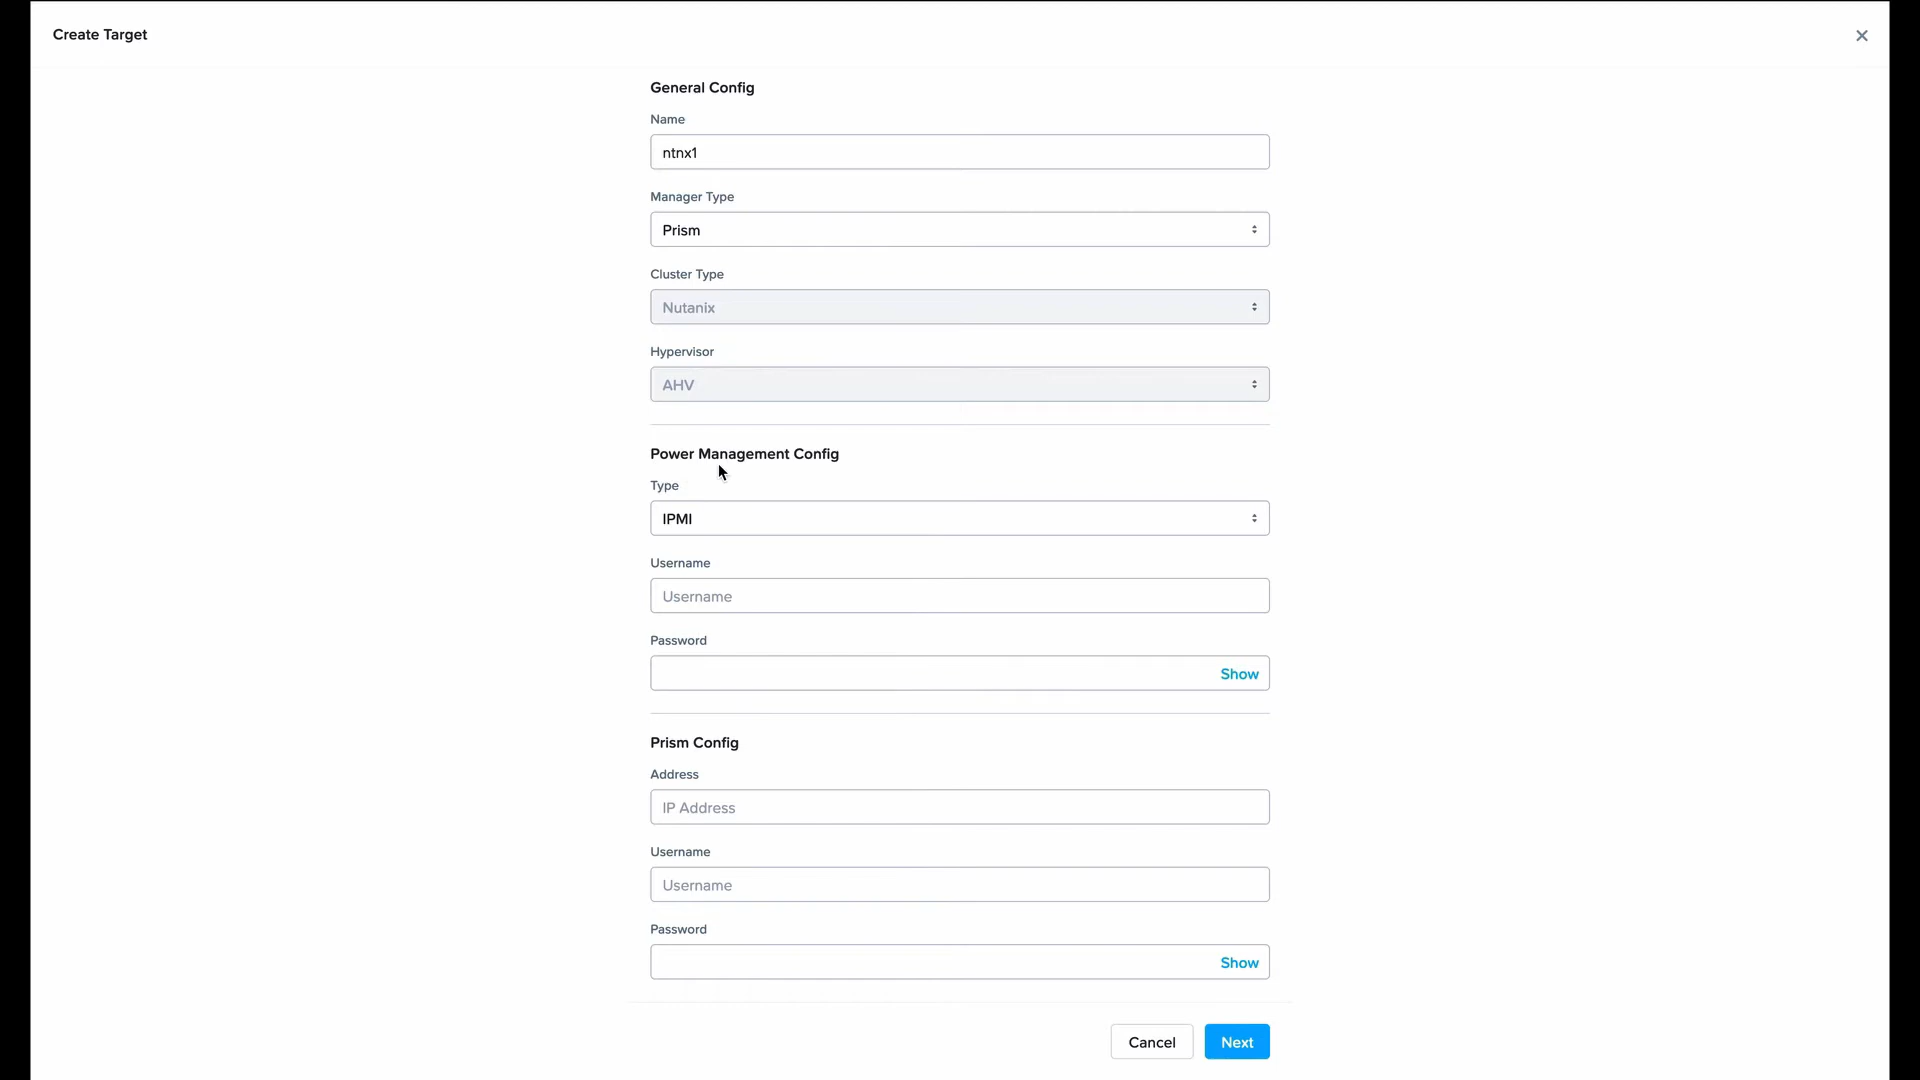 Create Target
General Config
Name
ntnx1
Manager Type
Prism
Cluster Type
Nutanix
Hypervisor
AHV
Power Management Config
Type
IPMI
Username
Username
Password
Show
Prism Config
Address
IP Address
Username
Username
Password
Show
Cancel
Next